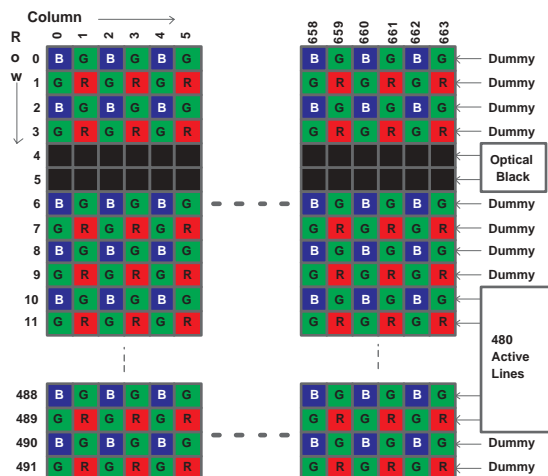 Column
Row
0 1 2 3 4 5 658 659 660 661 662 663
0 B G B G B G B G B G B G Dummy
1 G R G R G R G R G R G R Dummy
2 B G B G B G B G B G B G Dummy
3 G R G R G R G R G R G R Dummy
4 Optical
5 Black
6 B G B G B G B G B G B G Dummy
7 G R G R G R G R G R G R Dummy
8 B G B G B G B G B G B G Dummy
9 G R G R G R G R G R G R Dummy
10 B G B G B G B G B G B G
11 G R G R G R G R G R G R
480
Active
Lines
488 B G B G B G B G B G B G
489 G R G R G R G R G R G R
490 B G B G B G B G B G B G Dummy
491 G R G R G R G R G R G R Dummy